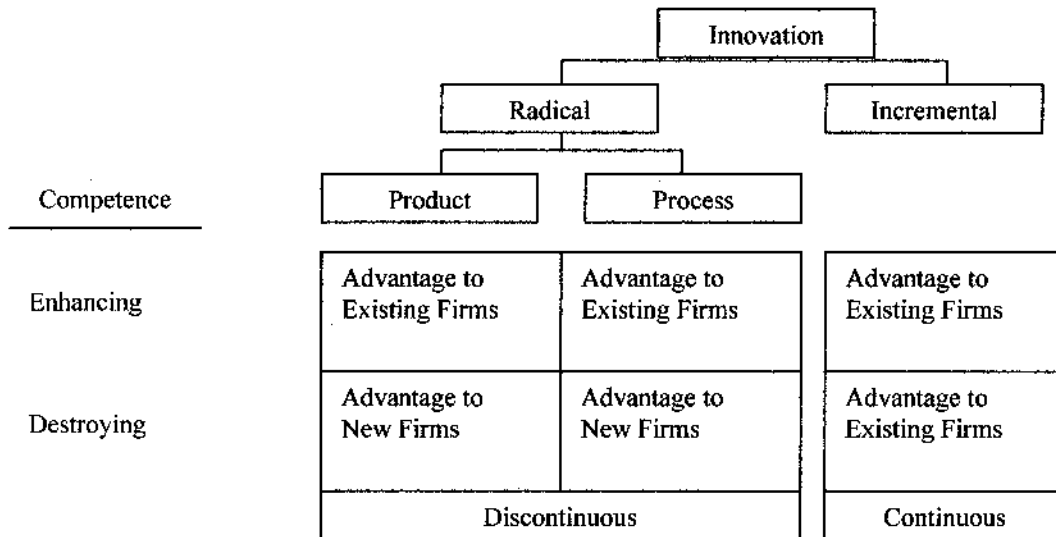 Innovation
Radical
Incremental
Competence
Product
Process
Enhancing
Advantage to
Existing Firms
Advantage to
Existing Firms
Advantage to
Existing Firms
Destroying
Advantage to
New Firms
Advantage to
New Firms
Advantage to
Existing Firms
Discontinuous
Continuous